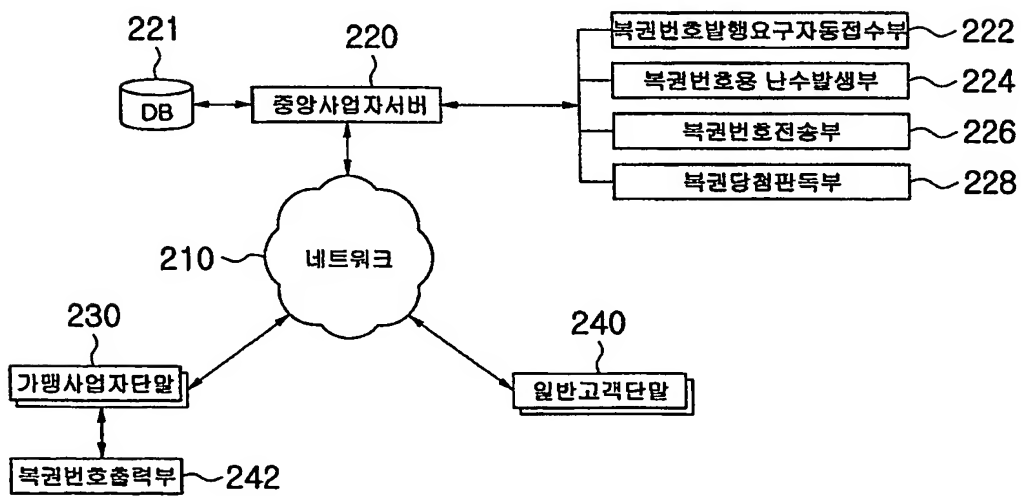 221
220
복권번호발행요구자동접수부 222
DB
중앙사업자서버
복권번호용 난수발생부 224
복권번호전송부 226
복권당첨판독부 228
210
네트워크
230
240
가맹사업자단말
일반고객단말
복권번호출력부 242